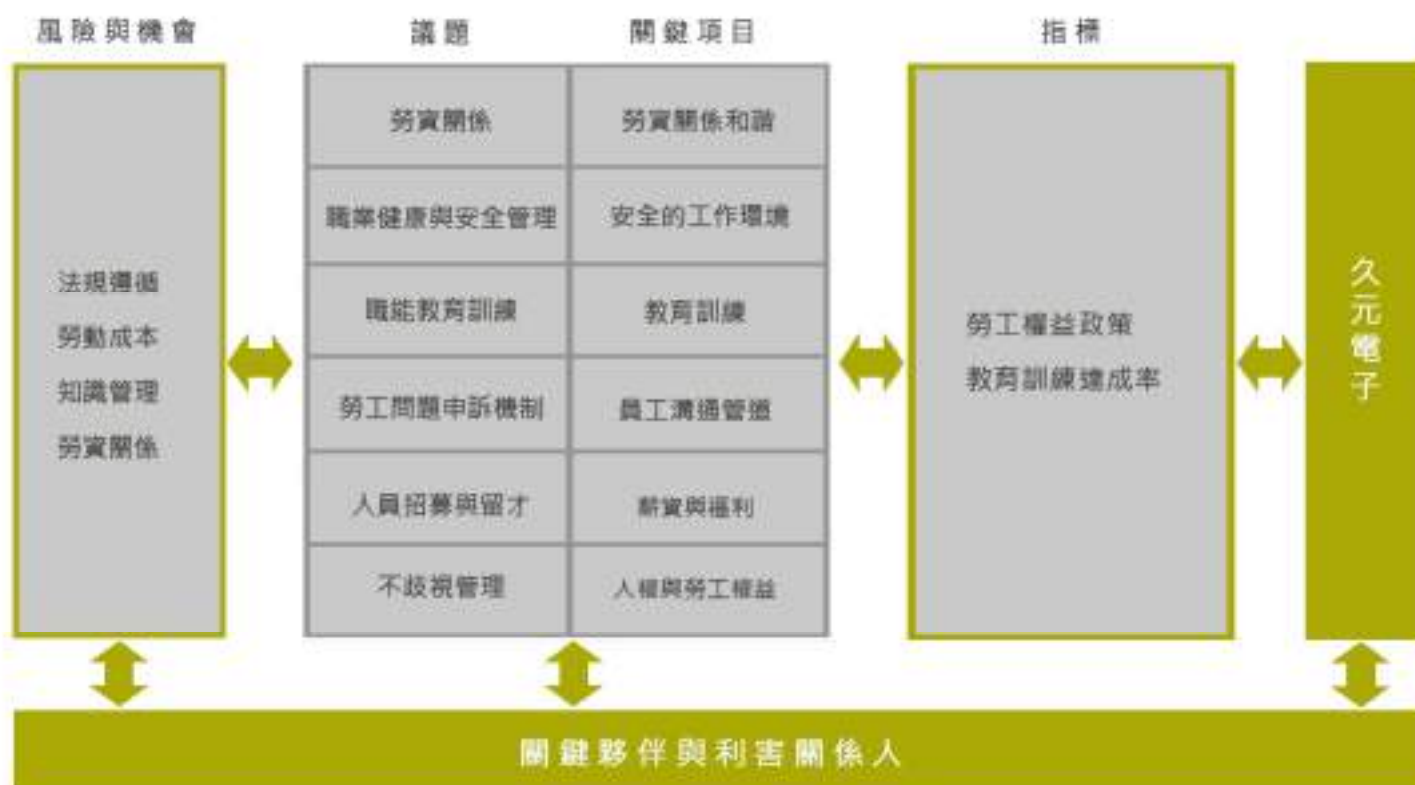 風險與機會
議題
關鍵項目
指標
法規遵循
勞動成本
知識管理
勞資關係
勞資關係
勞資關係和諧
職業健康與安全管理
安全的工作環境
職能教育訓練
教育訓練
勞工問題申訴機制
員工溝通管道
人員招募與留才
薪資與福利
不歧視管理
人權與勞工權益
勞工權益政策
教育訓練達成率
久元電子
關鍵夥伴與利害關係人